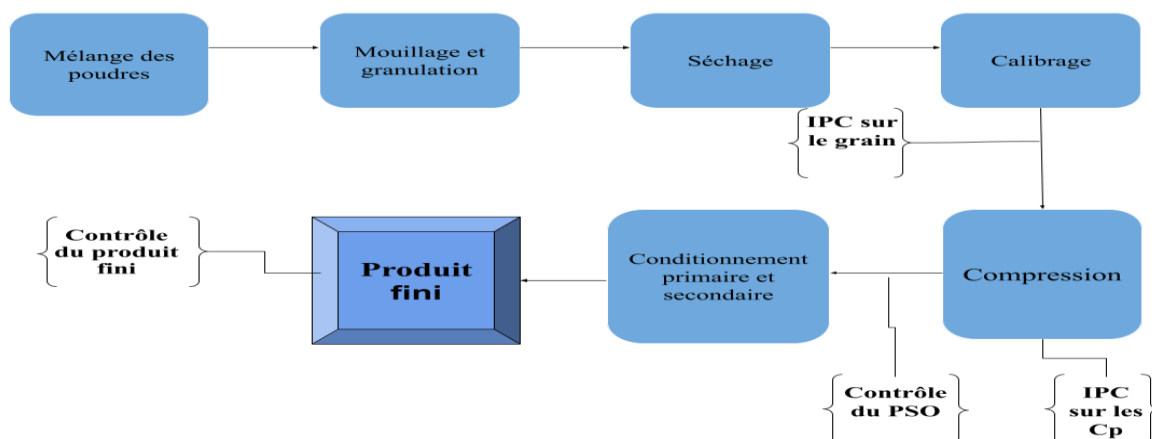 Mélange des
poudres
Mouillage et
granulation
Séchage
Calibrage
IPC sur
le grain
Compression
Conditionnement
primaire et
secondaire
Produit
fini
Contrôle
du produit
fini
Contrôle
du PSO
IPC
sur les
Cp